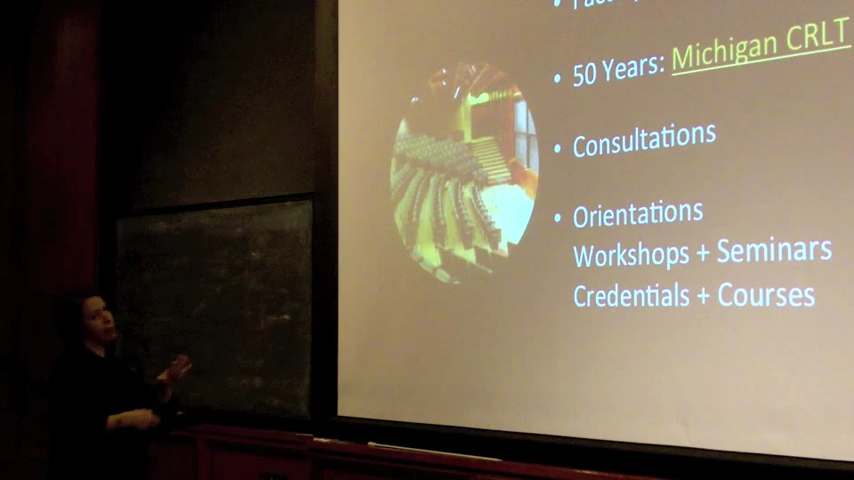 50 Years: Michigan CRLT
Consultations
Orientations
Workshops + Seminars
Credentials + Courses